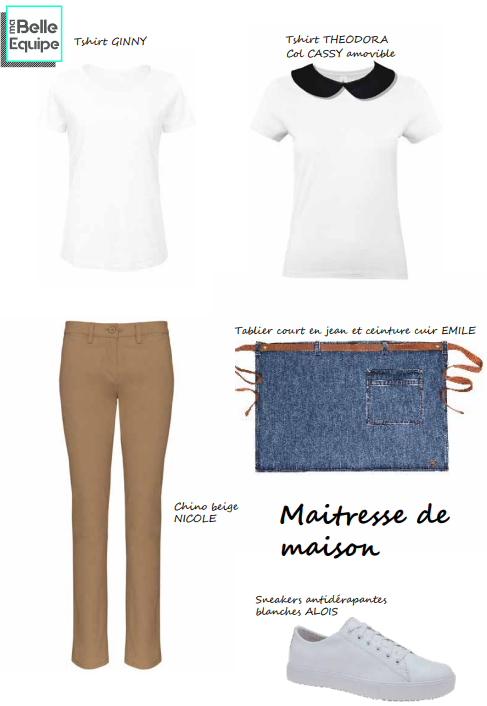 ma
Belle
Equipe
Tshirt GINNY
Tshirt THEODORA
Col CASSY amovible
Tablier court en jean et ceinture cuir EMILE
Chino beige
NICOLE
Maitresse de
maison
Sneakers antidérapantes
blanches ALOIS